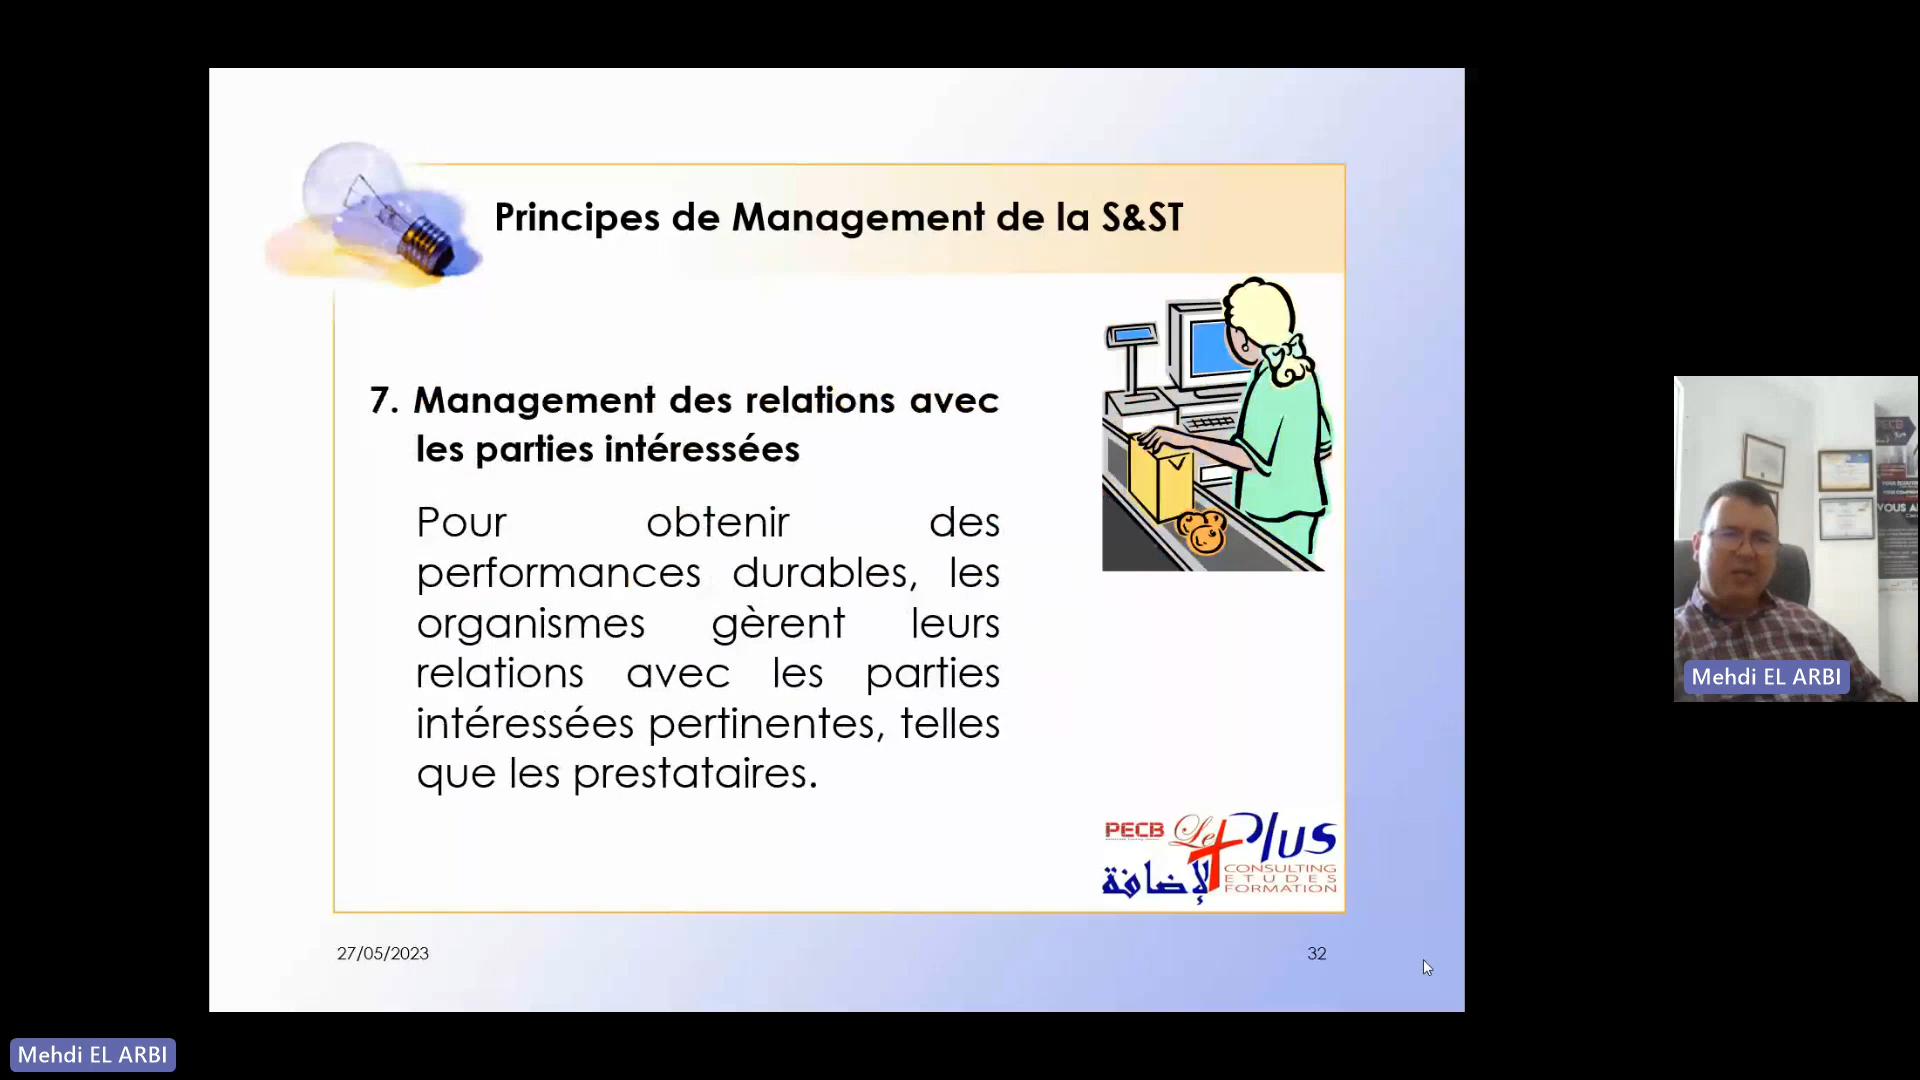 Principes de Management de la S&ST
7. Management des relations avec
les parties intéressées
Pour obtenir des
performances durables, les
organismes gèrent leurs
relations avec les parties
intéressées pertinentes, telles
que les prestataires.
PECB Le Plus
الإضافة
CONSULTING
ETUDES
FORMATION
27/05/2023
32
PECB
VOUS A
Mehdi EL ARBI
Mehdi EL ARBI